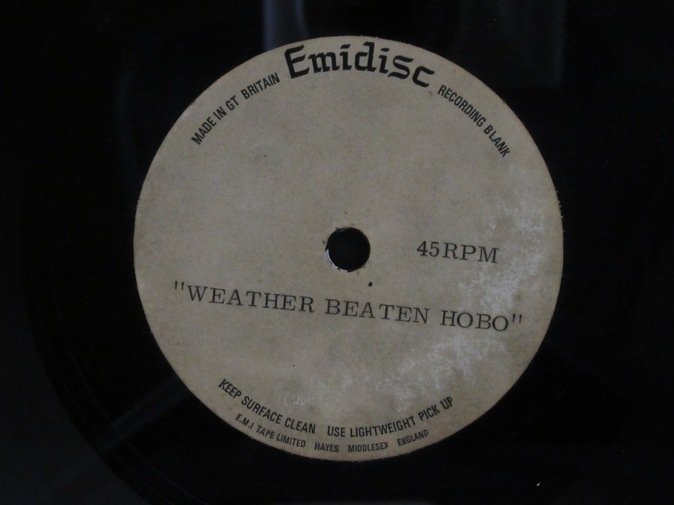 Emidisc
MADE IN GT BRITAIN
RECORDING BLANK
45RPM
"WEATHER BEATEN HOBO"
KEEP SURFACE CLEAN USE LIGHTWEIGHT PICK UP
E.M.I TAPE LIMITED HAYES MIDDLESEX ENGLAND